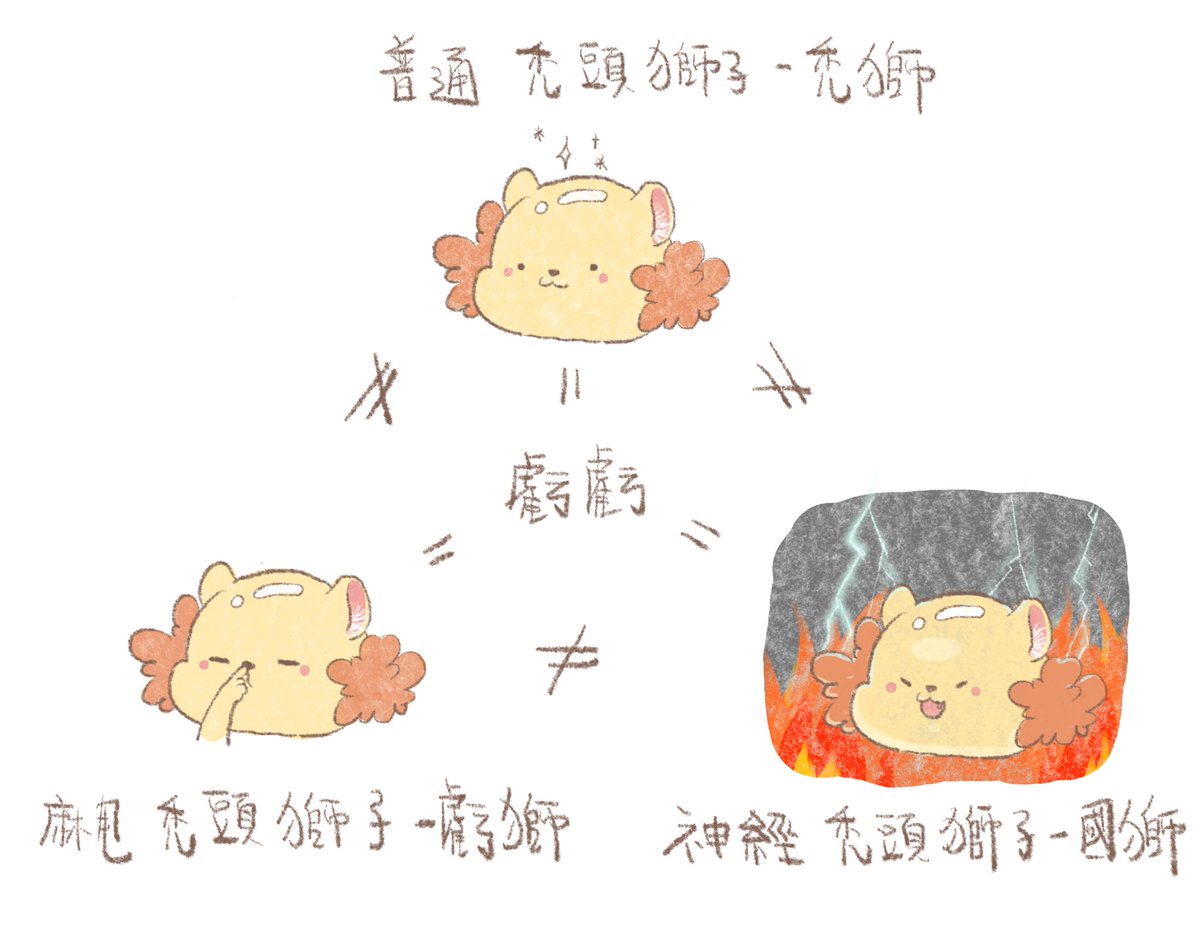 普通 禿頭獅子-禿獅
≠ = ≠
虧虧
= =
≠
麻甩 禿頭獅子-虧獅
神經 禿頭獅子-國獅